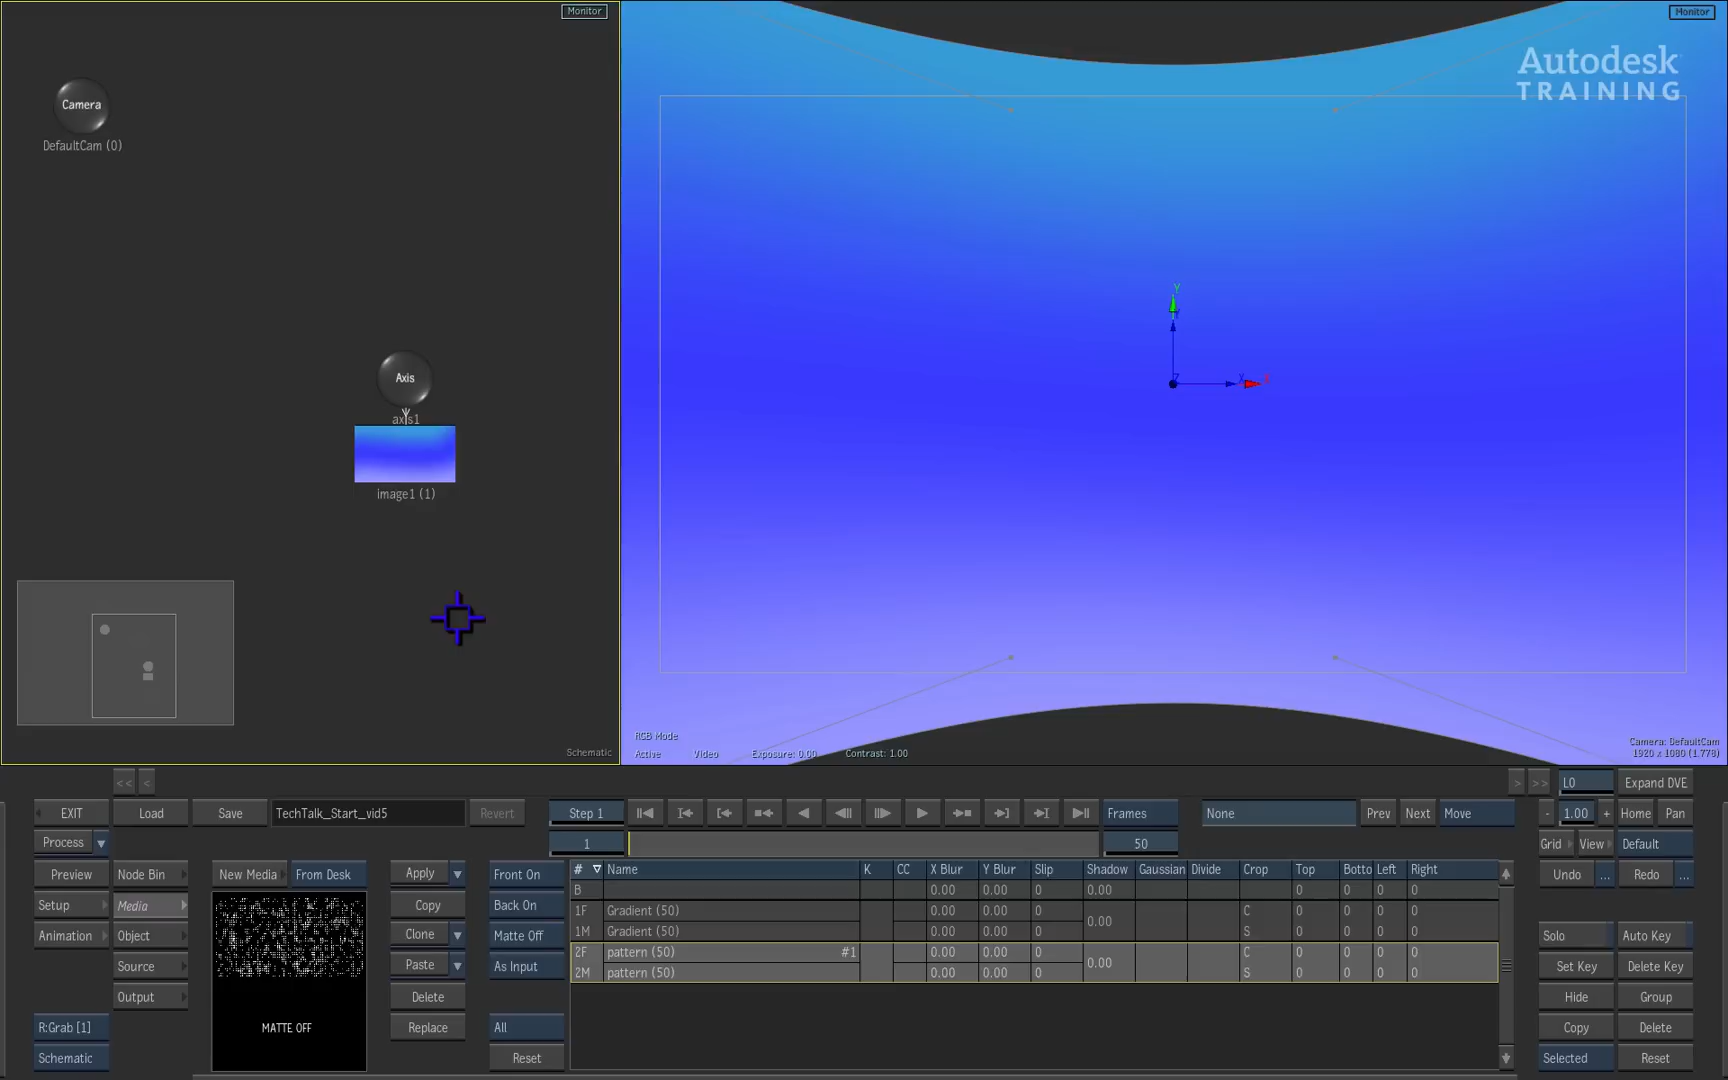 Monitor
Monitor
Autodesk
TRAINING
Camera
DefaultCam (0)
Y
X
Z
Axis
axis1
image1 (1)
RGB Mode
Active Video Exposure: 0.00 Contrast: 1.00
Camera: DefaultCam
1920 x 1080 (1.778)
Schematic
<< <
> >> L0 Expand DVE
EXIT Load Save TechTalk_Start_vid5 Revert Step 1 Frames None Prev Next Move - 1.00 + Home Pan
Process 1 50 Grid View Default
Preview Node Bin New Media From Desk Apply Front On # Name K CC X Blur Y Blur Slip Shadow Gaussian Divide Crop Top Botto Left Right Undo ... Redo ...
B 0.00 0.00 0 0.00 0 0 0 0
Setup Media Copy Back On
1F Gradient (50) 0.00 0.00 0 0.00 C 0 0 0 0
1M Gradient (50) 0.00 0.00 0 S 0 0 0 0
Animation Object Clone Matte Off Solo Auto Key
2F pattern (50) #1 0.00 0.00 0 0.00 C 0 0 0 0
2M pattern (50) 0.00 0.00 0 S 0 0 0 0
Source Paste As Input Set Key Delete Key
Output Delete Hide Group
R:Grab [1] MATTE OFF Replace All Copy Delete
Schematic Reset Selected Reset